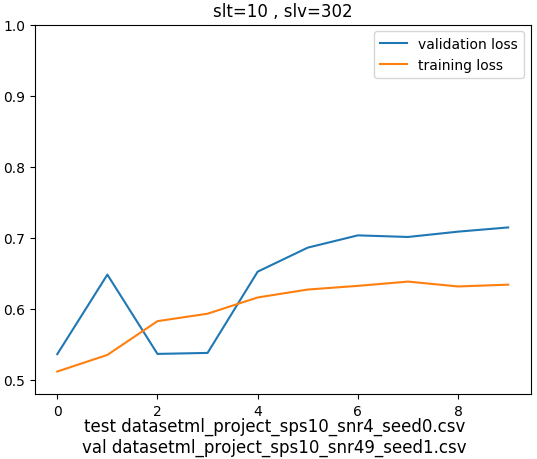 slt=10 , slv=302
1.0
validation loss
training loss
0.9
0.8
0.7
0.6
0.5
0 2 4 6 8
test datasetml_project_sps10_snr4_seed0.csv
val datasetml_project_sps10_snr49_seed1.csv